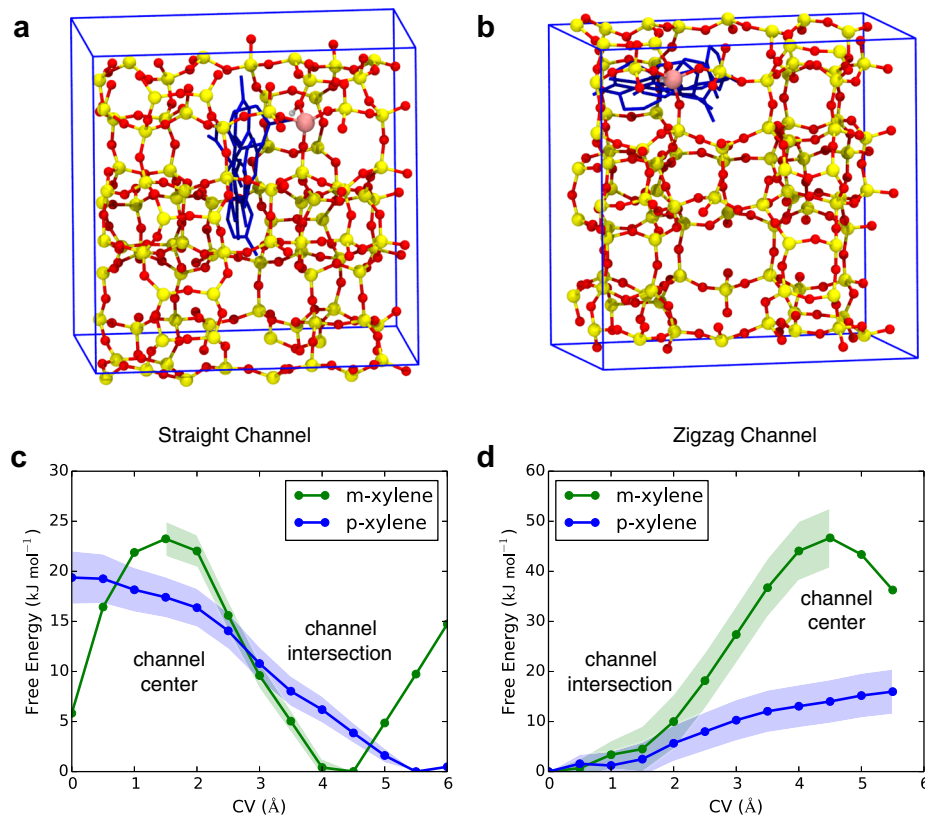 a
b
Straight Channel
Zigzag Channel
c
d
30
25
20
15
10
5
0
Free Energy (kJ mol⁻¹)
m-xylene
p-xylene
channel
center
channel
intersection
0 1 2 3 4 5 6
CV (Å)
60
50
40
30
20
10
0
Free Energy (kJ mol⁻¹)
m-xylene
p-xylene
channel
intersection
channel
center
0 1 2 3 4 5 6
CV (Å)